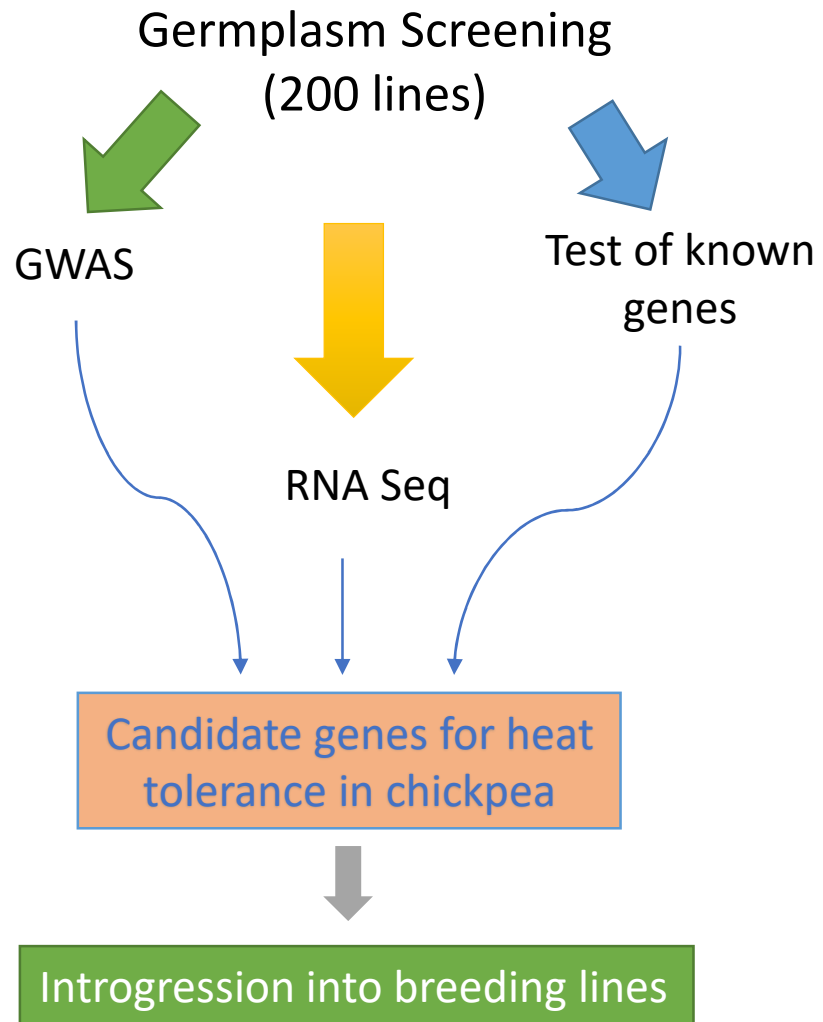 Germplasm Screening
(200 lines)
GWAS
Test of known
genes
RNA Seq
Candidate genes for heat
tolerance in chickpea
Introgression into breeding lines